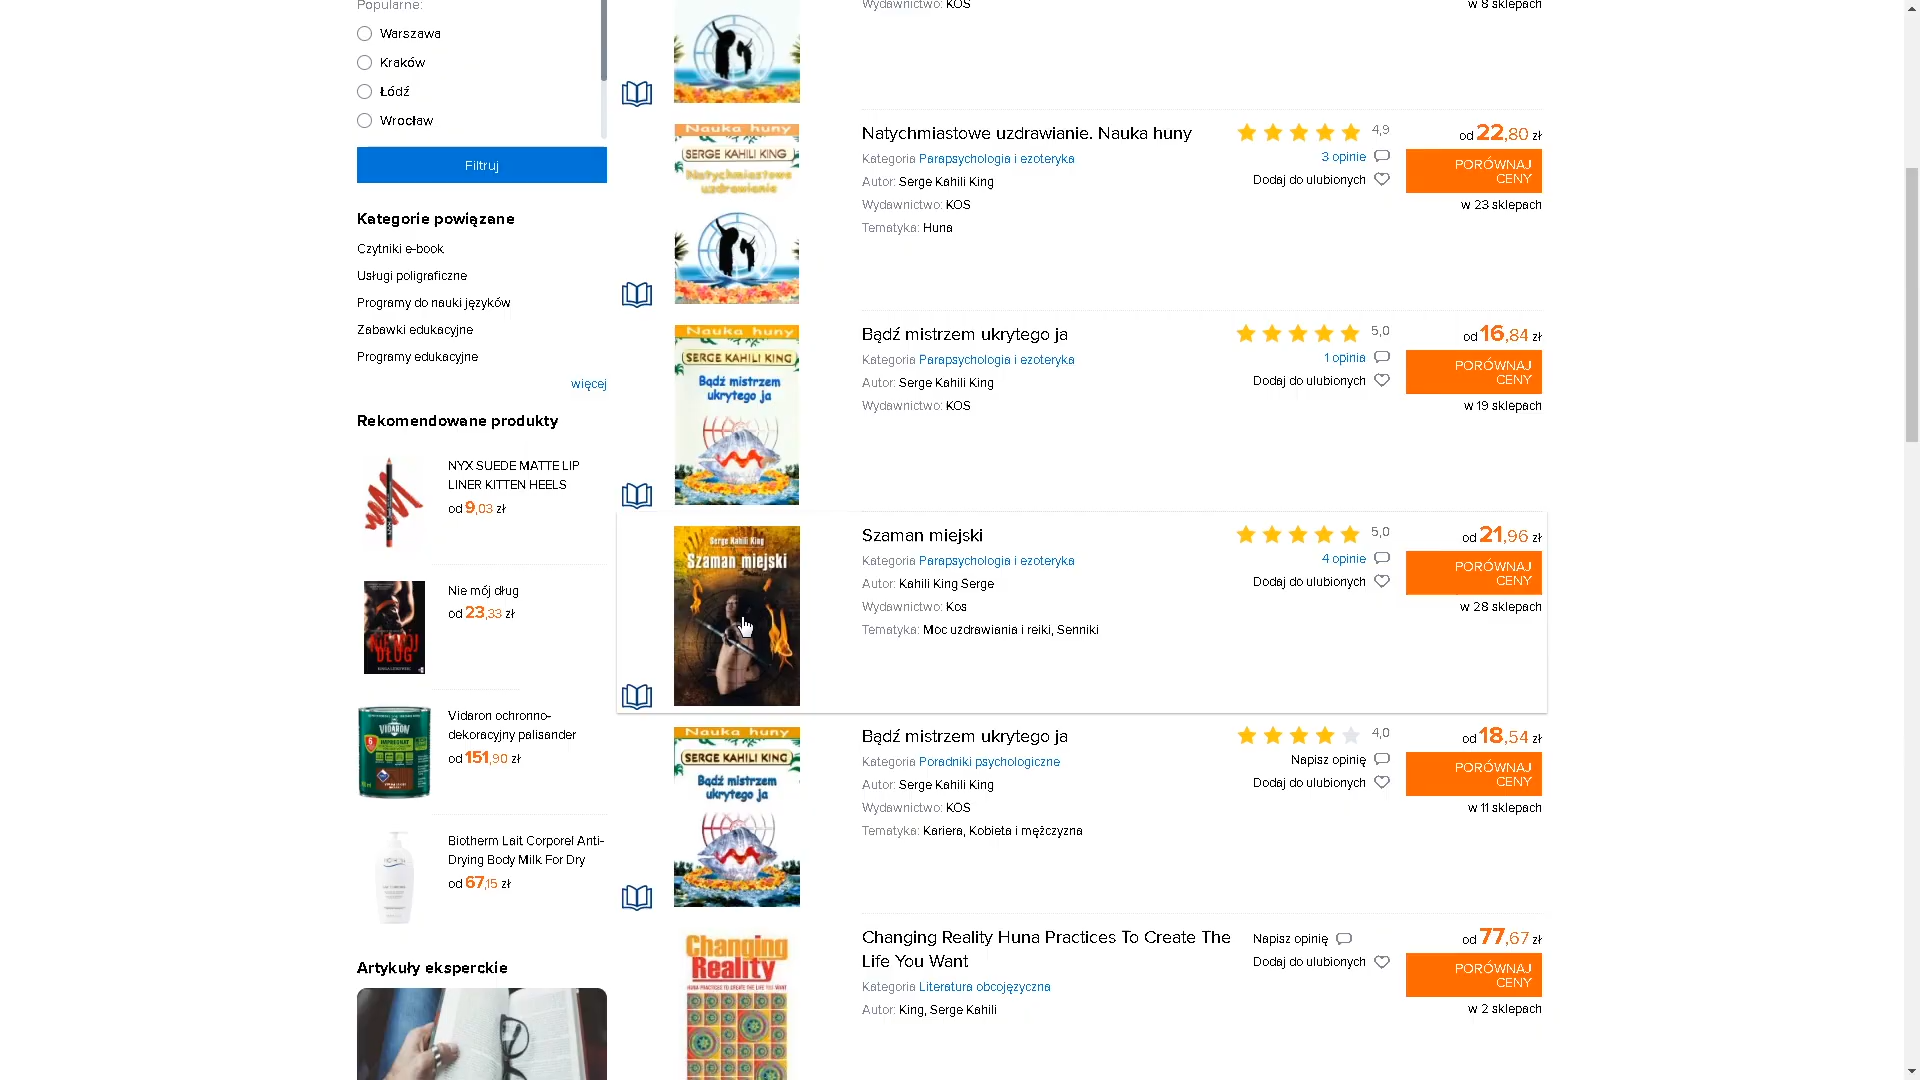 Popularne:
Warszawa
Kraków
Łódź
Wrocław
Filtruj
Kategorie powiązane
Czytniki e-book
Usługi poligraficzne
Programy do nauki języków
Zabawki edukacyjne
Programy edukacyjne
więcej
Rekomendowane produkty
NYX SUEDE MATTE LIP
LINER KITTEN HEELS
od 9,03 zł
Nie mój dług
od 23,33 zł
Vidaron ochronno-
dekoracyjny palisander
od 151,90 zł
Biotherm Lait Corporel Anti-
Drying Body Milk For Dry
od 67,15 zł
Artykuły eksperckie
Wydawnictwo: KOS
w 8 sklepach
Nauka huny
SERGE KAHILI KING
Natychmiastowe
uzdrawianie
Natychmiastowe uzdrawianie. Nauka huny
Kategoria Parapsychologia i ezoteryka
Autor: Serge Kahili King
Wydawnictwo: KOS
Tematyka: Huna
4,9
3 opinie
Dodaj do ulubionych
od 22,80 zł
PORÓWNAJ
CENY
w 23 sklepach
Nauka huny
SERGE KAHILI KING
Bądź mistrzem
ukrytego ja
Bądź mistrzem ukrytego ja
Kategoria Parapsychologia i ezoteryka
Autor: Serge Kahili King
Wydawnictwo: KOS
5,0
1 opinia
Dodaj do ulubionych
od 16,84 zł
PORÓWNAJ
CENY
w 19 sklepach
Serge Kahili King
Szaman miejski
Szaman miejski
Kategoria Parapsychologia i ezoteryka
Autor: Kahili King Serge
Wydawnictwo: Kos
Tematyka: Moc uzdrawiania i reiki, Senniki
5,0
4 opinie
Dodaj do ulubionych
od 21,96 zł
PORÓWNAJ
CENY
w 28 sklepach
Nauka huny
SERGE KAHILI KING
Bądź mistrzem
ukrytego ja
Bądź mistrzem ukrytego ja
Kategoria Poradniki psychologiczne
Autor: Serge Kahili King
Wydawnictwo: KOS
Tematyka: Kariera, Kobieta i mężczyzna
4,0
Napisz opinię
Dodaj do ulubionych
od 18,54 zł
PORÓWNAJ
CENY
w 11 sklepach
Changing
Reality
Changing Reality Huna Practices To Create The
Life You Want
Kategoria Literatura obcojęzyczna
Autor: King, Serge Kahili
Napisz opinię
Dodaj do ulubionych
od 77,67 zł
PORÓWNAJ
CENY
w 2 sklepach